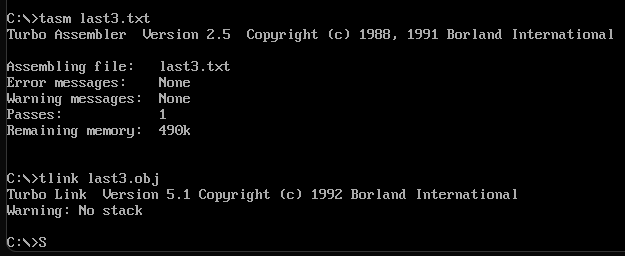 C:\>tasm last3.txt
Turbo Assembler  Version 2.5  Copyright (c) 1988, 1991 Borland International
Assembling file:   last3.txt
Error messages:    None
Warning messages:  None
Passes:            1
Remaining memory:  490k
C:\>tlink last3.obj
Turbo Link  Version 5.1 Copyright (c) 1992 Borland International
Warning: No stack
C:\>S